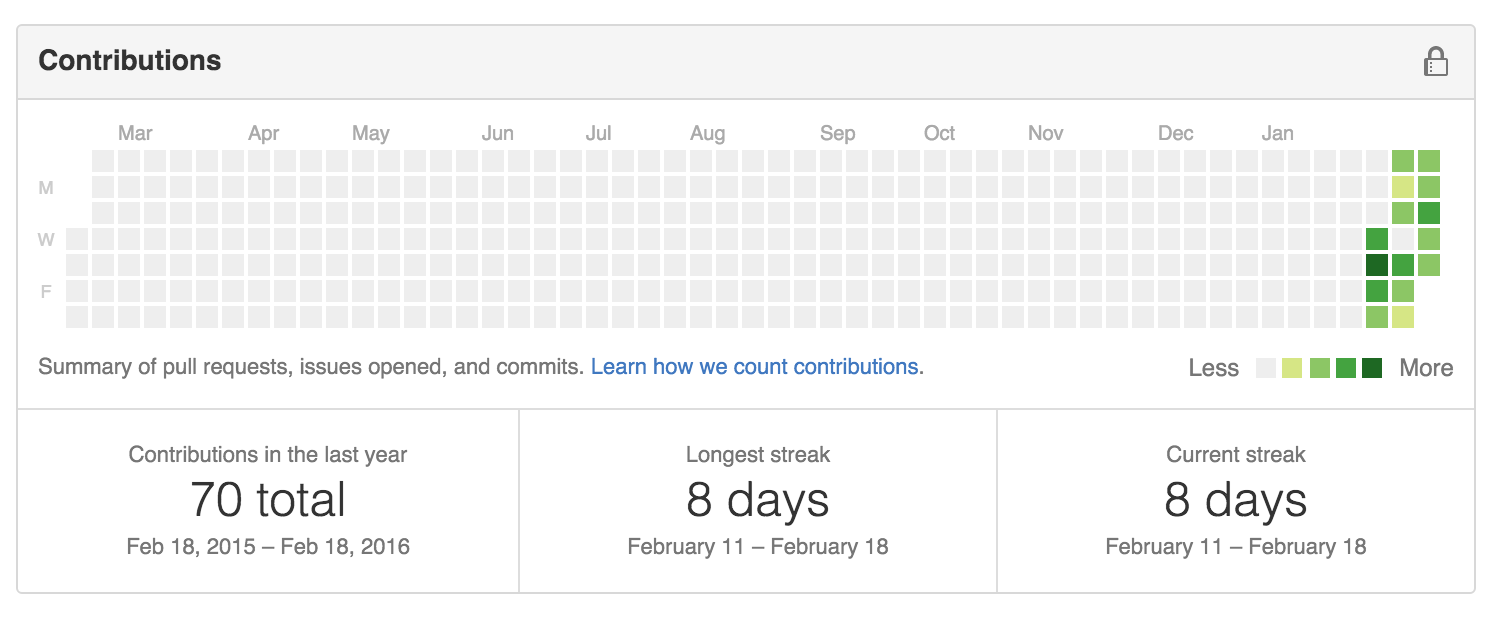 Contributions
Mar Apr May Jun Jul Aug Sep Oct Nov Dec Jan
M
W
F
Summary of pull requests, issues opened, and commits. Learn how we count contributions.
Less More
Contributions in the last year
70 total
Feb 18, 2015 – Feb 18, 2016
Longest streak
8 days
February 11 – February 18
Current streak
8 days
February 11 – February 18